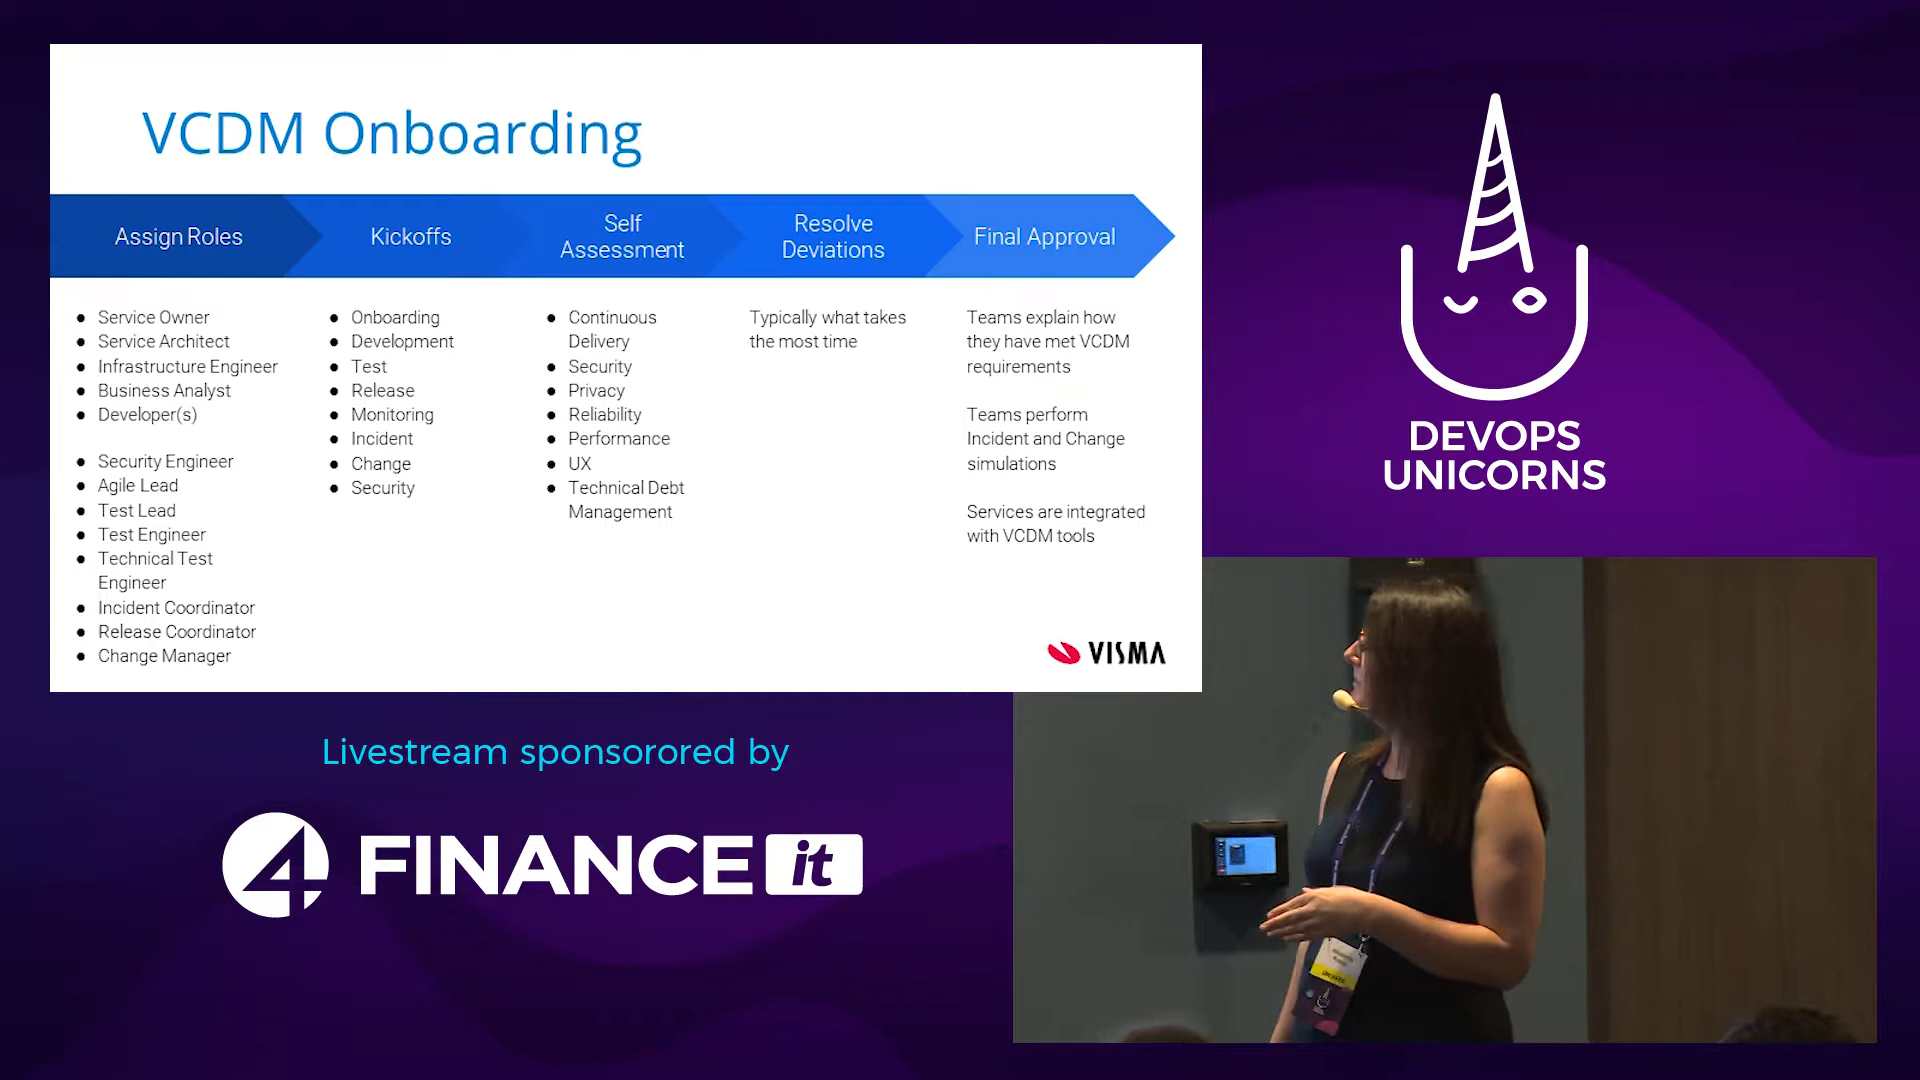 VCDM Onboarding
Assign Roles
Kickoffs
Self
Assessment
Resolve
Deviations
Final Approval
● Service Owner
● Service Architect
● Infrastructure Engineer
● Business Analyst
● Developer(s)
● Security Engineer
● Agile Lead
● Test Lead
● Test Engineer
● Technical Test
Engineer
● Incident Coordinator
● Release Coordinator
● Change Manager
● Onboarding
● Development
● Test
● Release
● Monitoring
● Incident
● Change
● Security
● Continuous
Delivery
● Security
● Privacy
● Reliability
● Performance
● UX
● Technical Debt
Management
Typically what takes
the most time
Teams explain how
they have met VCDM
requirements
Teams perform
Incident and Change
simulations
Services are integrated
with VCDM tools
VISMA
DEVOPS
UNICORNS
Livestream sponsorored by
4 FINANCE it